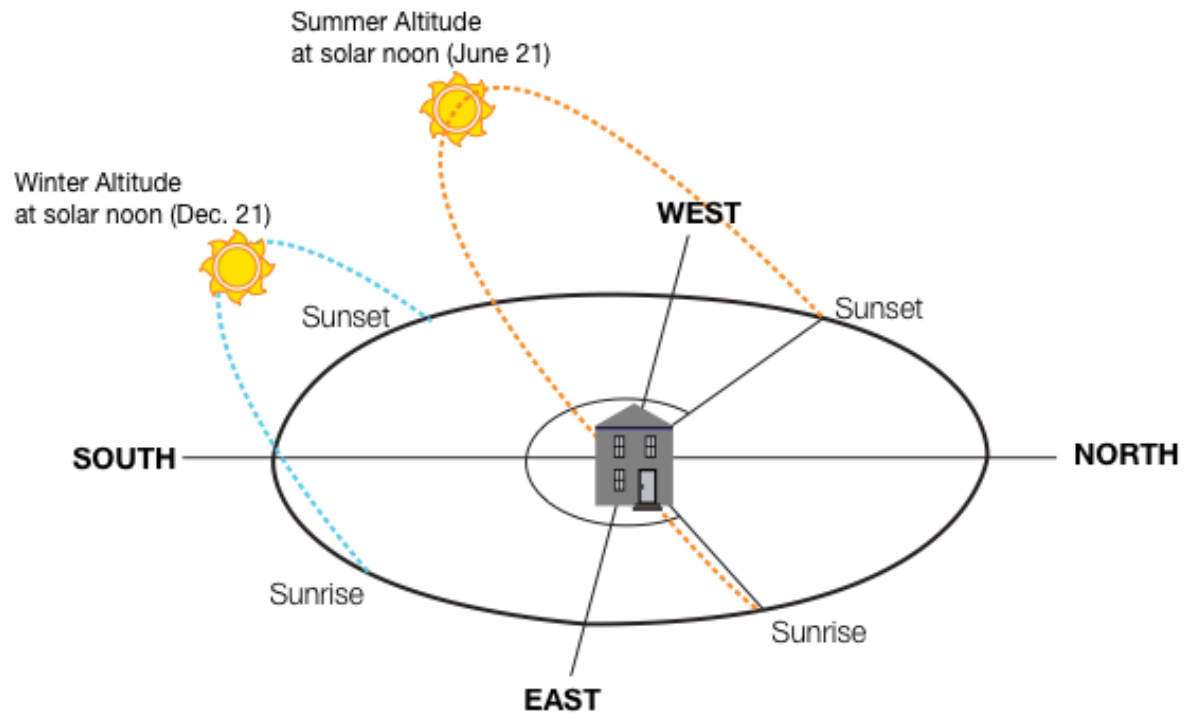 Summer Altitude
at solar noon (June 21)
Winter Altitude
at solar noon (Dec. 21)
WEST
Sunset
Sunset
SOUTH
NORTH
Sunrise
Sunrise
EAST